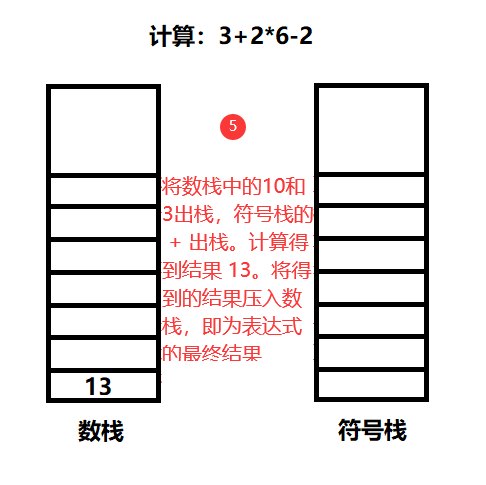 计算：3+2*6-2
5
将数栈中的10和
3出栈，符号栈的
+ 出栈。计算得
到结果 13。将得
到的结果压入数
栈，即为表达式
的最终结果
13
数栈
符号栈